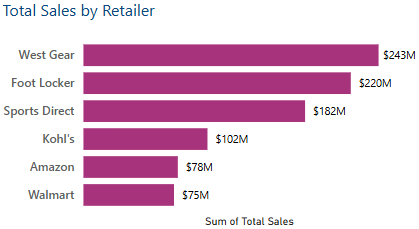 Total Sales by Retailer
West Gear $243M
Foot Locker $220M
Sports Direct $182M
Kohl's $102M
Amazon $78M
Walmart $75M
Sum of Total Sales